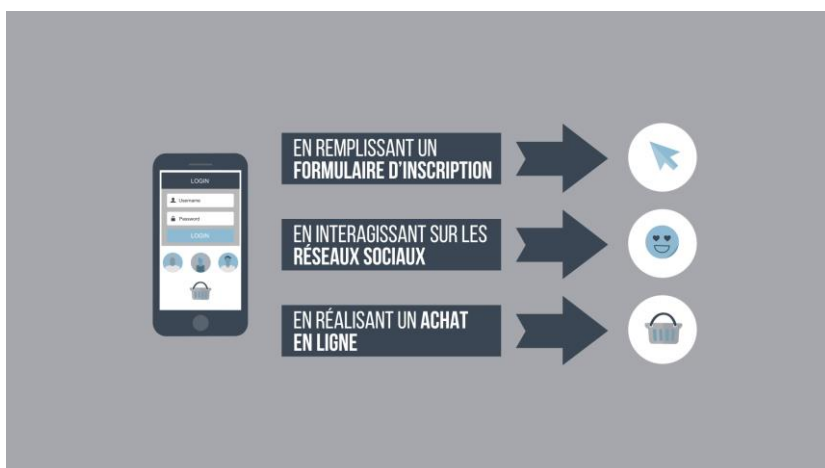 LOGIN
Username
Password
LOGIN
EN REMPLISSANT UN
FORMULAIRE D'INSCRIPTION
EN INTERAGISSANT SUR LES
RÉSEAUX SOCIAUX
EN RÉALISANT UN ACHAT
EN LIGNE